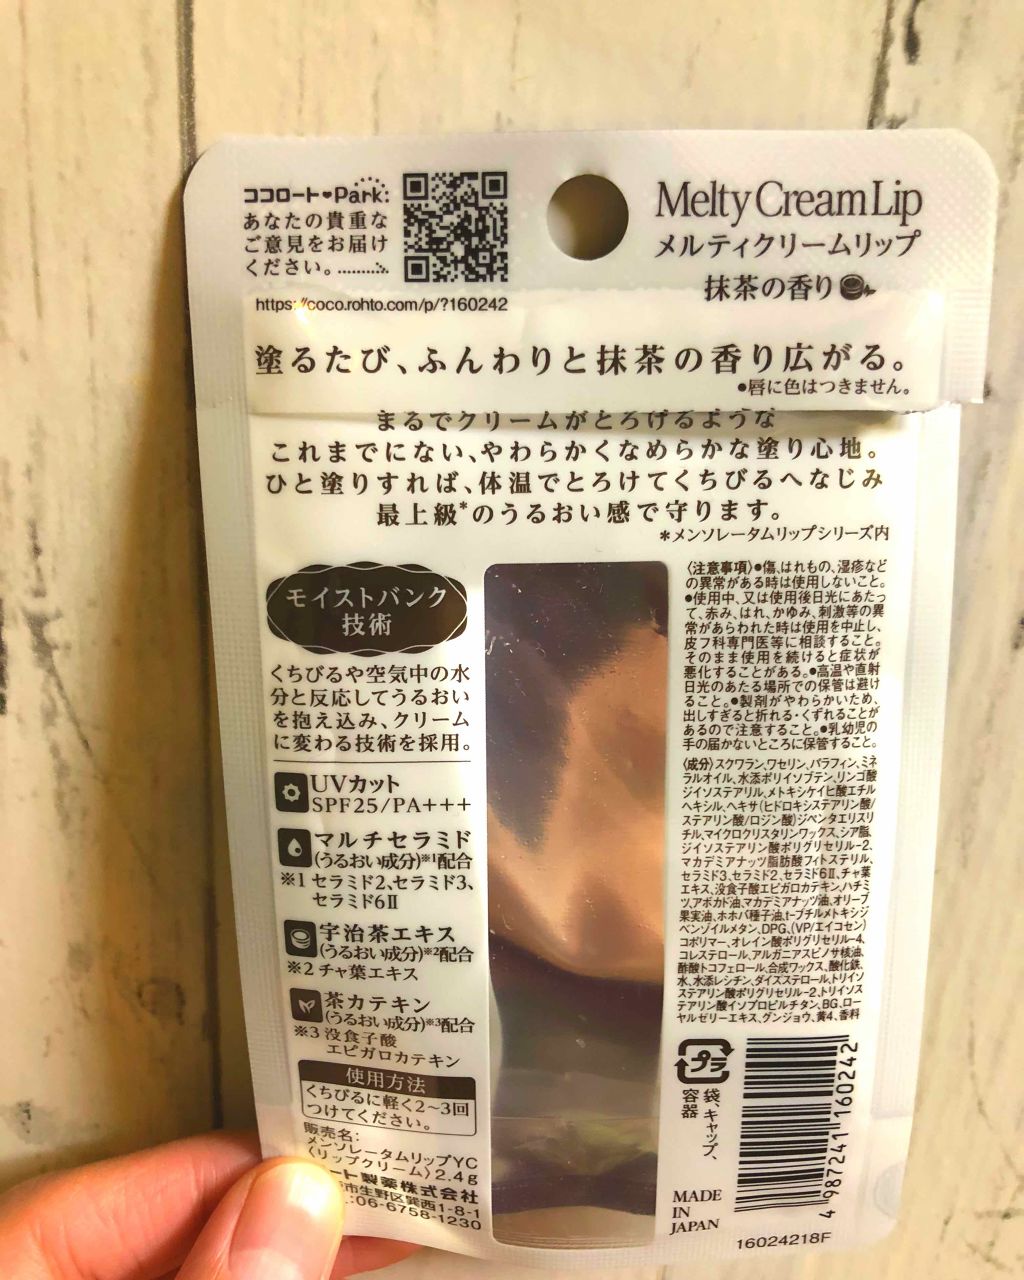 ココロート♥Park:
あなたの貴重な
ご意見をお届け
ください。
https://coco.rohto.com/p/?160242
Melty Cream Lip
メルティクリームリップ
抹茶の香り
塗るたび、ふんわりと抹茶の香り広がる。
●唇に色はつきません。
まるでクリームがとろけるような
これまでにない、やわらかくなめらかな塗り心地。
ひと塗りすれば、体温でとろけてくちびるへなじみ
最上級*のうるおい感で守ります。
*メンソレータムリップシリーズ内
モイストバンク
技術
くちびるや空気中の水
分と反応してうるおい
を抱え込み、クリーム
に変わる技術を採用。
UVカット
SPF25/PA+++
マルチセラミド
(うるおい成分)※1配合
※1 セラミド2、セラミド3、
セラミド6Ⅱ
宇治茶エキス
(うるおい成分)※2配合
※2 チャ葉エキス
茶カテキン
(うるおい成分)※3配合
※3 没食子酸
エピガロカテキン
使用方法
くちびるに軽く2〜3回
つけてください。
販売名:
メンソレータムリップYC
(リップクリーム)2.4g
ート製薬株式会社
市生野区巽西1-8-1
:06-6758-1230
〈注意事項〉●傷、はれもの、湿疹など
の異常がある時は使用しないこと。
●使用中、又は使用後日光にあたっ
て、赤み、はれ、かゆみ、刺激等の異
常があらわれた時は使用を中止し、
皮フ科専門医等に相談すること。
そのまま使用を続けると症状が
悪化することがある。●高温や直射
日光のあたる場所での保管は避け
ること。●製剤がやわらかいため、
出しすぎると折れる・くずれることが
あるので注意すること。●乳幼児の
手の届かないところに保管すること。
〈成分〉スクワラン、ワセリン、パラフィン、ミネ
ラルオイル、水添ポリイソブテン、リンゴ酸
ジイソステアリル、メトキシケイヒ酸エチル
ヘキシル、ヘキサ(ヒドロキシステアリン酸/
ステアリン酸/ロジン酸)ジペンタエリスリ
チル、マイクロクリスタリンワックス、シア脂、
ジイソステアリン酸ポリグリセリル-2、
マカデミアナッツ脂肪酸フィトステリル、
セラミド3、セラミド2、セラミド6Ⅱ、チャ葉
エキス、没食子酸エピガロカテキン、ハチミ
ツ、アボカド油、マカデミアナッツ油、オリーブ
果実油、ホホバ種子油、t-ブチルメトキシジ
ベンゾイルメタン、DPG、(VP/エイコセン)
コポリマー、オレイン酸ポリグリセリル-4、
コレステロール、アルガニアスピノサ核油、
酢酸トコフェロール、合成ワックス、酸化鉄、
水、水添レシチン、ダイズステロール、トリイソ
ステアリン酸ポリグリセリル-2、トリイソス
テアリン酸イソプロピルチタン、BG、ロー
ヤルゼリーエキス、グンジョウ、黄4、香料
プラ
袋、キャップ、
容器
MADE
IN
JAPAN
4 987241 160242
16024218F